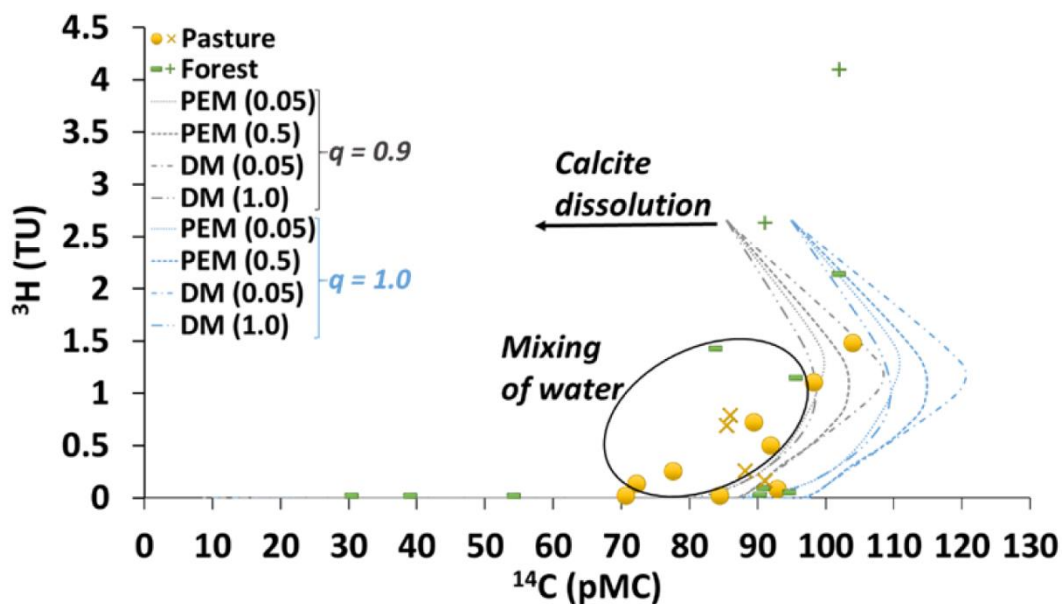 4.5
4
3.5
3
2.5
2
1.5
1
0.5
0
³H (TU)
Pasture
Forest
PEM (0.05)
PEM (0.5)
DM (0.05)
DM (1.0)
q = 0.9
PEM (0.05)
PEM (0.5)
DM (0.05)
DM (1.0)
q = 1.0
Calcite
dissolution
Mixing
of water
0 10 20 30 40 50 60 70 80 90 100 110 120 130
¹⁴C (pMC)